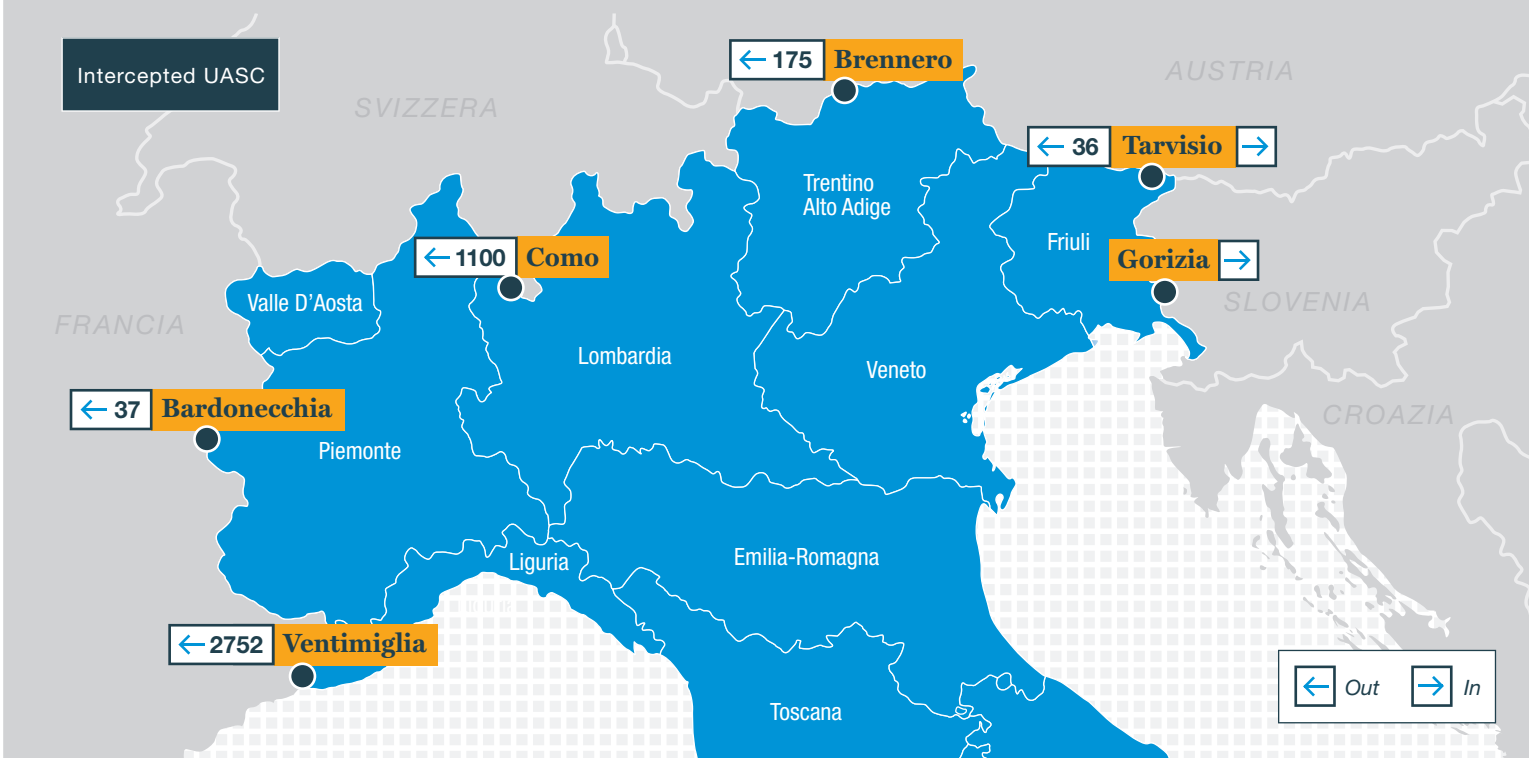 Intercepted UASC
← 175 Brennero
AUSTRIA
SVIZZERA
← 36 Tarvisio →
Trentino
Alto Adige
Friuli
← 1100 Como
Gorizia →
Valle D’Aosta
SLOVENIA
FRANCIA
Lombardia
Veneto
← 37 Bardonecchia
CROAZIA
Piemonte
Emilia-Romagna
Liguria
← 2752 Ventimiglia
← Out → In
Toscana